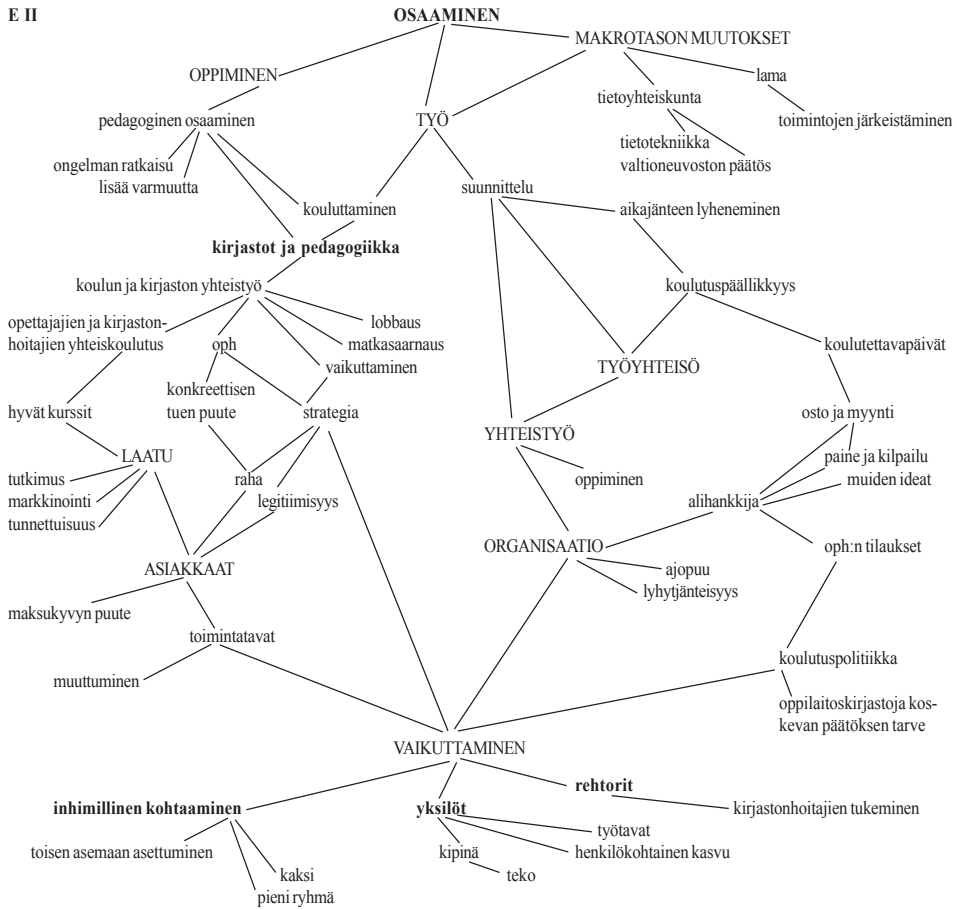 E II
OSAAMINEN
MAKROTASON MUUTOKSET
OPPIMINEN
lama
tietoyhteiskunta
pedagoginen osaaminen
TYÖ
toimintojen järkeistäminen
tietotekniikka
valtioneuvoston päätös
ongelman ratkaisu
lisää varmuutta
suunnittelu
kouluttaminen
aikajänteen lyheneminen
kirjastot ja pedagogiikka
koulun ja kirjaston yhteistyö
koulutuspäällikkyys
opettajajien ja kirjaston-
hoitajien yhteiskoulutus
lobbaus
oph
matkasaarnaus
koulutettavapäivät
vaikuttaminen
TYÖYHTEISÖ
konkreettisen
tuen puute
hyvät kurssit
strategia
osto ja myynti
YHTEISTYÖ
LAATU
paine ja kilpailu
tutkimus
raha
oppiminen
muiden ideat
markkinointi
legitiimisyys
alihankkija
tunnettuisuus
ORGANISAATIO
oph:n tilaukset
ASIAKKAAT
ajopuu
lyhytjänteisyys
maksukyvyn puute
toimintatavat
koulutuspolitiikka
muuttuminen
oppilaitoskirjastoja kos-
kevan päätöksen tarve
VAIKUTTAMINEN
rehtorit
inhimillinen kohtaaminen
yksilöt
kirjastonhoitajien tukeminen
työtavat
toisen asemaan asettuminen
kipinä
henkilökohtainen kasvu
kaksi
teko
pieni ryhmä